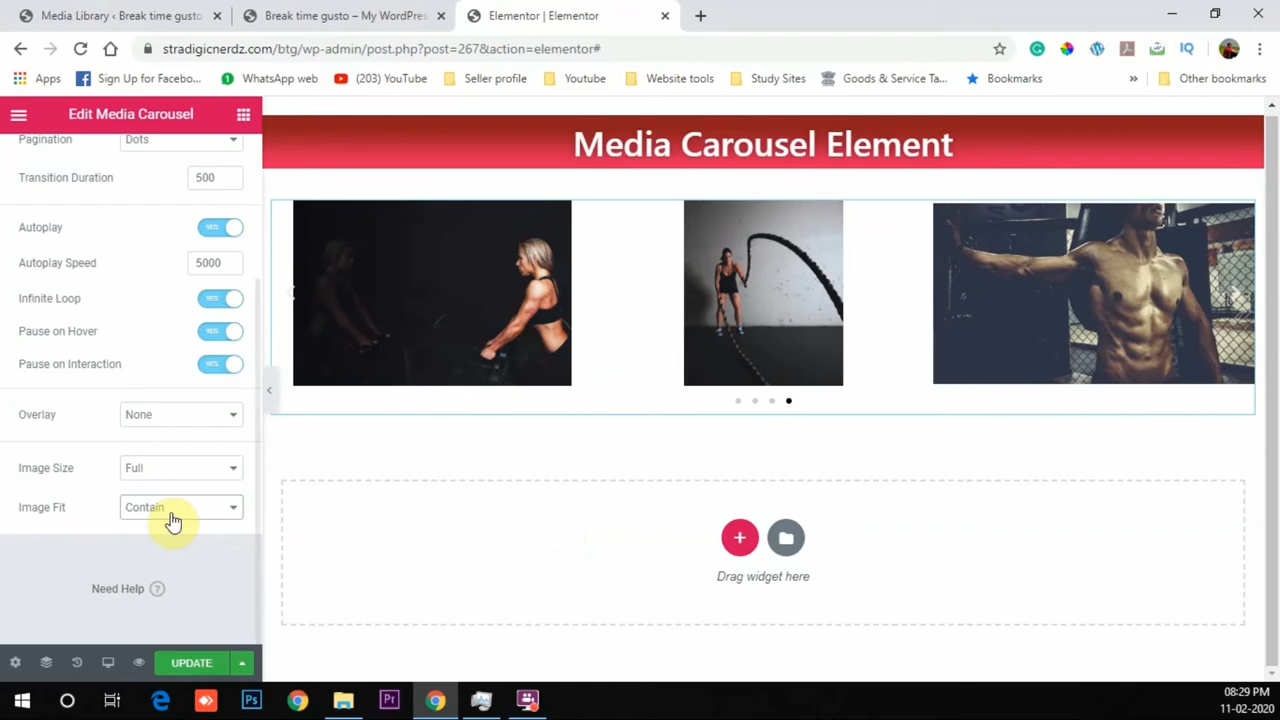 Media Library ‹ Break time gusto
Break time gusto – My WordPres
Elementor | Elementor
stradigicnerdz.com/btg/wp-admin/post.php?post=267&action=elementor#
Apps
Sign Up for Facebo...
WhatsApp web
(203) YouTube
Seller profile
Youtube
Website tools
Study Sites
Goods & Service Ta...
Bookmarks
»
Other bookmarks
Edit Media Carousel
Pagination
Dots
Transition Duration
500
Autoplay
YES
Autoplay Speed
5000
Infinite Loop
YES
Pause on Hover
YES
Pause on Interaction
YES
Overlay
None
Image Size
Full
Image Fit
Contain
Need Help ?
UPDATE
Media Carousel Element
Drag widget here
Ps
Pr
08:29 PM
11-02-2020